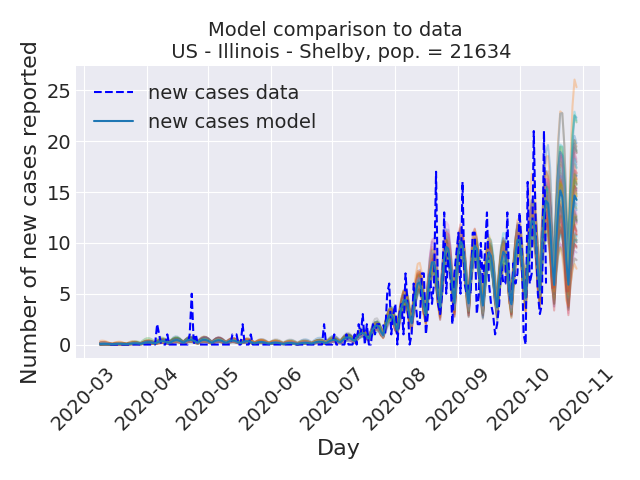 Model comparison to data
US - Illinois - Shelby, pop. = 21634
Number of new cases reported
25
20
15
10
5
0
new cases data
new cases model
2020-03
2020-04
2020-05
2020-06
2020-07
2020-08
2020-09
2020-10
2020-11
Day